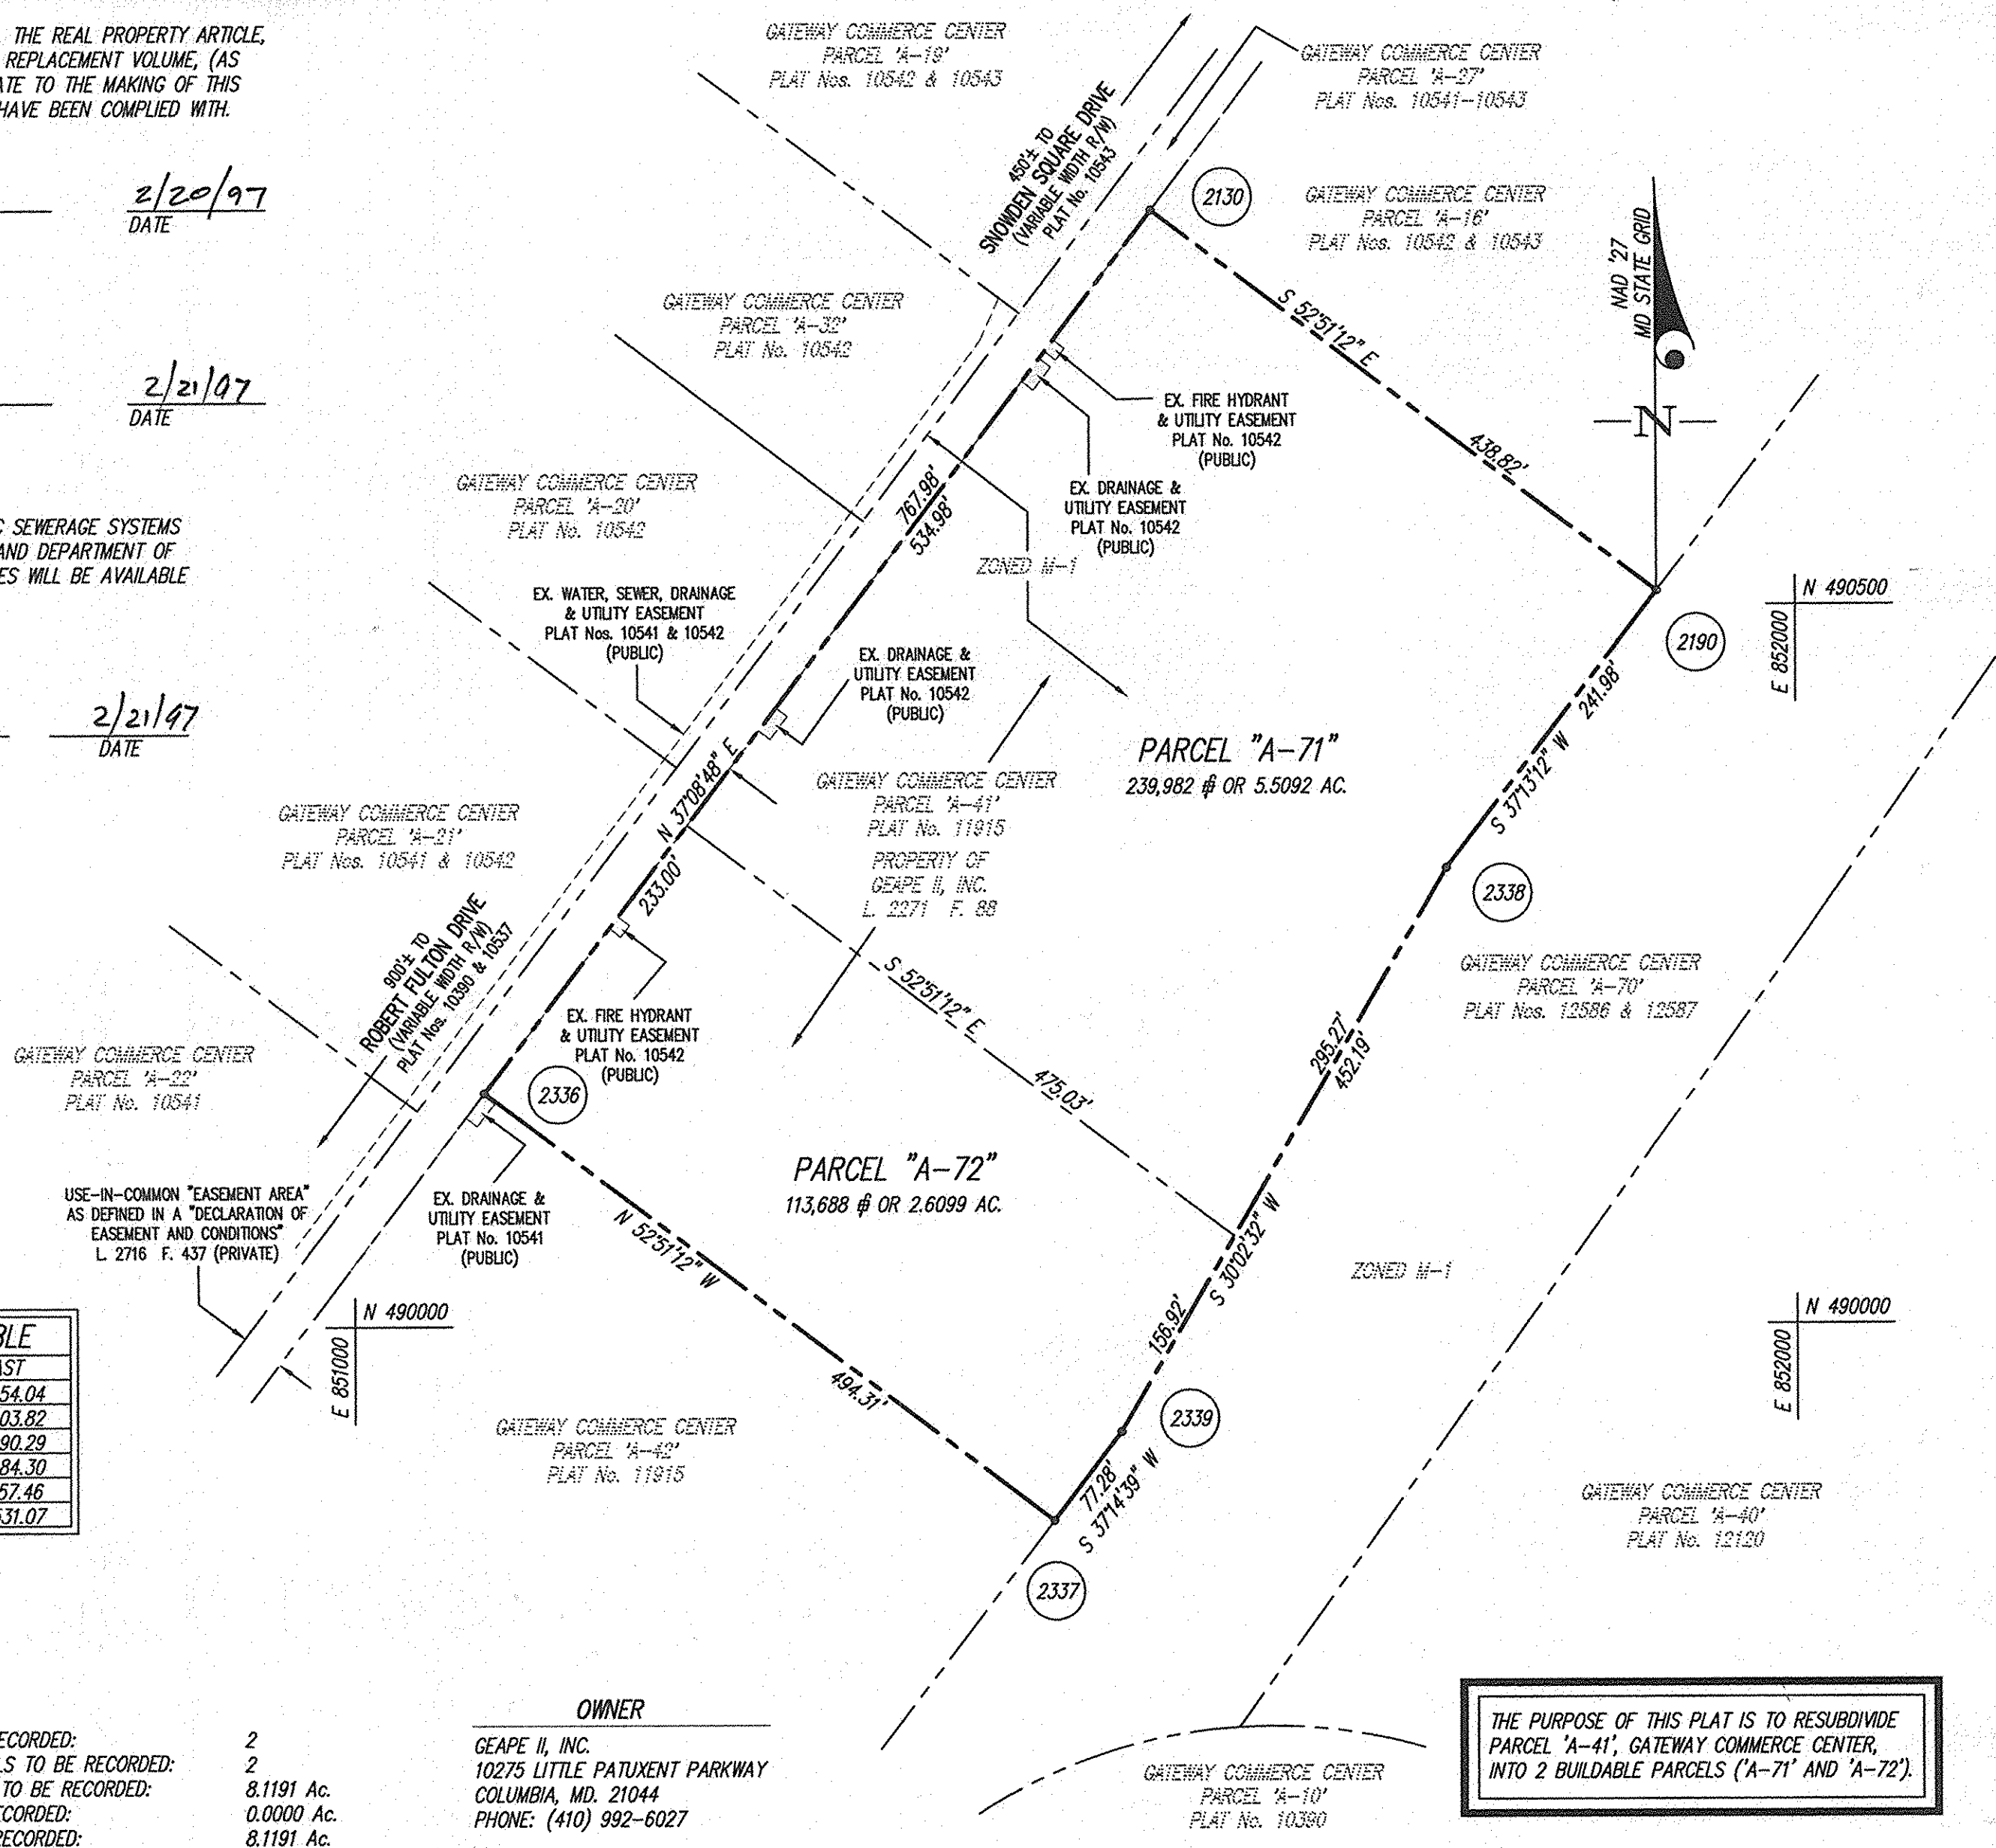 THE REAL PROPERTY ARTICLE,
REPLACEMENT VOLUME, (AS
ATE TO THE MAKING OF THIS
HAVE BEEN COMPLIED WITH.
2/20/97
DATE
2/21/97
DATE
C SEWERAGE SYSTEMS
AND DEPARTMENT OF
ES WILL BE AVAILABLE
2/21/97
DATE
GATEWAY COMMERCE CENTER
PARCEL 'A-19'
PLAT Nos. 10542 & 10543
GATEWAY COMMERCE CENTER
PARCEL 'A-27'
PLAT Nos. 10541-10543
450'± TO
SNOWDEN SQUARE DRIVE
(VARIABLE WIDTH R/W)
PLAT No. 10543
2130
GATEWAY COMMERCE CENTER
PARCEL 'A-16'
PLAT Nos. 10542 & 10543
NAD '27
MD STATE GRID
N
GATEWAY COMMERCE CENTER
PARCEL 'A-32'
PLAT No. 10542
S 52°51'12" E
438.82'
EX. FIRE HYDRANT
& UTILITY EASEMENT
PLAT No. 10542
(PUBLIC)
EX. DRAINAGE &
UTILITY EASEMENT
PLAT No. 10542
(PUBLIC)
GATEWAY COMMERCE CENTER
PARCEL 'A-20'
PLAT No. 10542
767.98'
534.98'
ZONED M-1
EX. WATER, SEWER, DRAINAGE
& UTILITY EASEMENT
PLAT Nos. 10541 & 10542
(PUBLIC)
EX. DRAINAGE &
UTILITY EASEMENT
PLAT No. 10542
(PUBLIC)
N 490500
E 852000
2190
241.98'
S 37°13'12" W
PARCEL "A-71"
239,982 ⌗ OR 5.5092 AC.
N 37°08'48" E
GATEWAY COMMERCE CENTER
PARCEL 'A-41'
PLAT No. 11915
PROPERTY OF
GEAPE II, INC.
L. 2271 F. 88
GATEWAY COMMERCE CENTER
PARCEL 'A-21'
PLAT Nos. 10541 & 10542
233.00'
2338
900'± TO
ROBERT FULTON DRIVE
(VARIABLE WIDTH R/W)
PLAT Nos. 10390 & 10537
S 52°51'12" E
475.03'
GATEWAY COMMERCE CENTER
PARCEL 'A-70'
PLAT Nos. 12586 & 12587
EX. FIRE HYDRANT
& UTILITY EASEMENT
PLAT No. 10542
(PUBLIC)
295.27'
452.19'
GATEWAY COMMERCE CENTER
PARCEL 'A-22'
PLAT No. 10541
2336
PARCEL "A-72"
113,688 ⌗ OR 2.6099 AC.
USE-IN-COMMON "EASEMENT AREA"
AS DEFINED IN A "DECLARATION OF
EASEMENT AND CONDITIONS"
L. 2716 F. 437 (PRIVATE)
EX. DRAINAGE &
UTILITY EASEMENT
PLAT No. 10541
(PUBLIC)
N 52°51'12" W
494.31'
S 30°02'32" W
156.92'
ZONED M-1
N 490000
E 851000
N 490000
E 852000
BLE
AST
54.04
03.82
90.29
84.30
57.46
531.07
GATEWAY COMMERCE CENTER
PARCEL 'A-42'
PLAT No. 11915
2339
77.28'
S 37°14'39" W
2337
GATEWAY COMMERCE CENTER
PARCEL 'A-40'
PLAT No. 12120
ECORDED: 2
LS TO BE RECORDED: 2
TO BE RECORDED: 8.1191 Ac.
ECORDED: 0.0000 Ac.
RECORDED: 8.1191 Ac.
OWNER
GEAPE II, INC.
10275 LITTLE PATUXENT PARKWAY
COLUMBIA, MD. 21044
PHONE: (410) 992-6027
GATEWAY COMMERCE CENTER
PARCEL 'A-10'
PLAT No. 10390
THE PURPOSE OF THIS PLAT IS TO RESUBDIVIDE
PARCEL 'A-41', GATEWAY COMMERCE CENTER,
INTO 2 BUILDABLE PARCELS ('A-71' AND 'A-72').